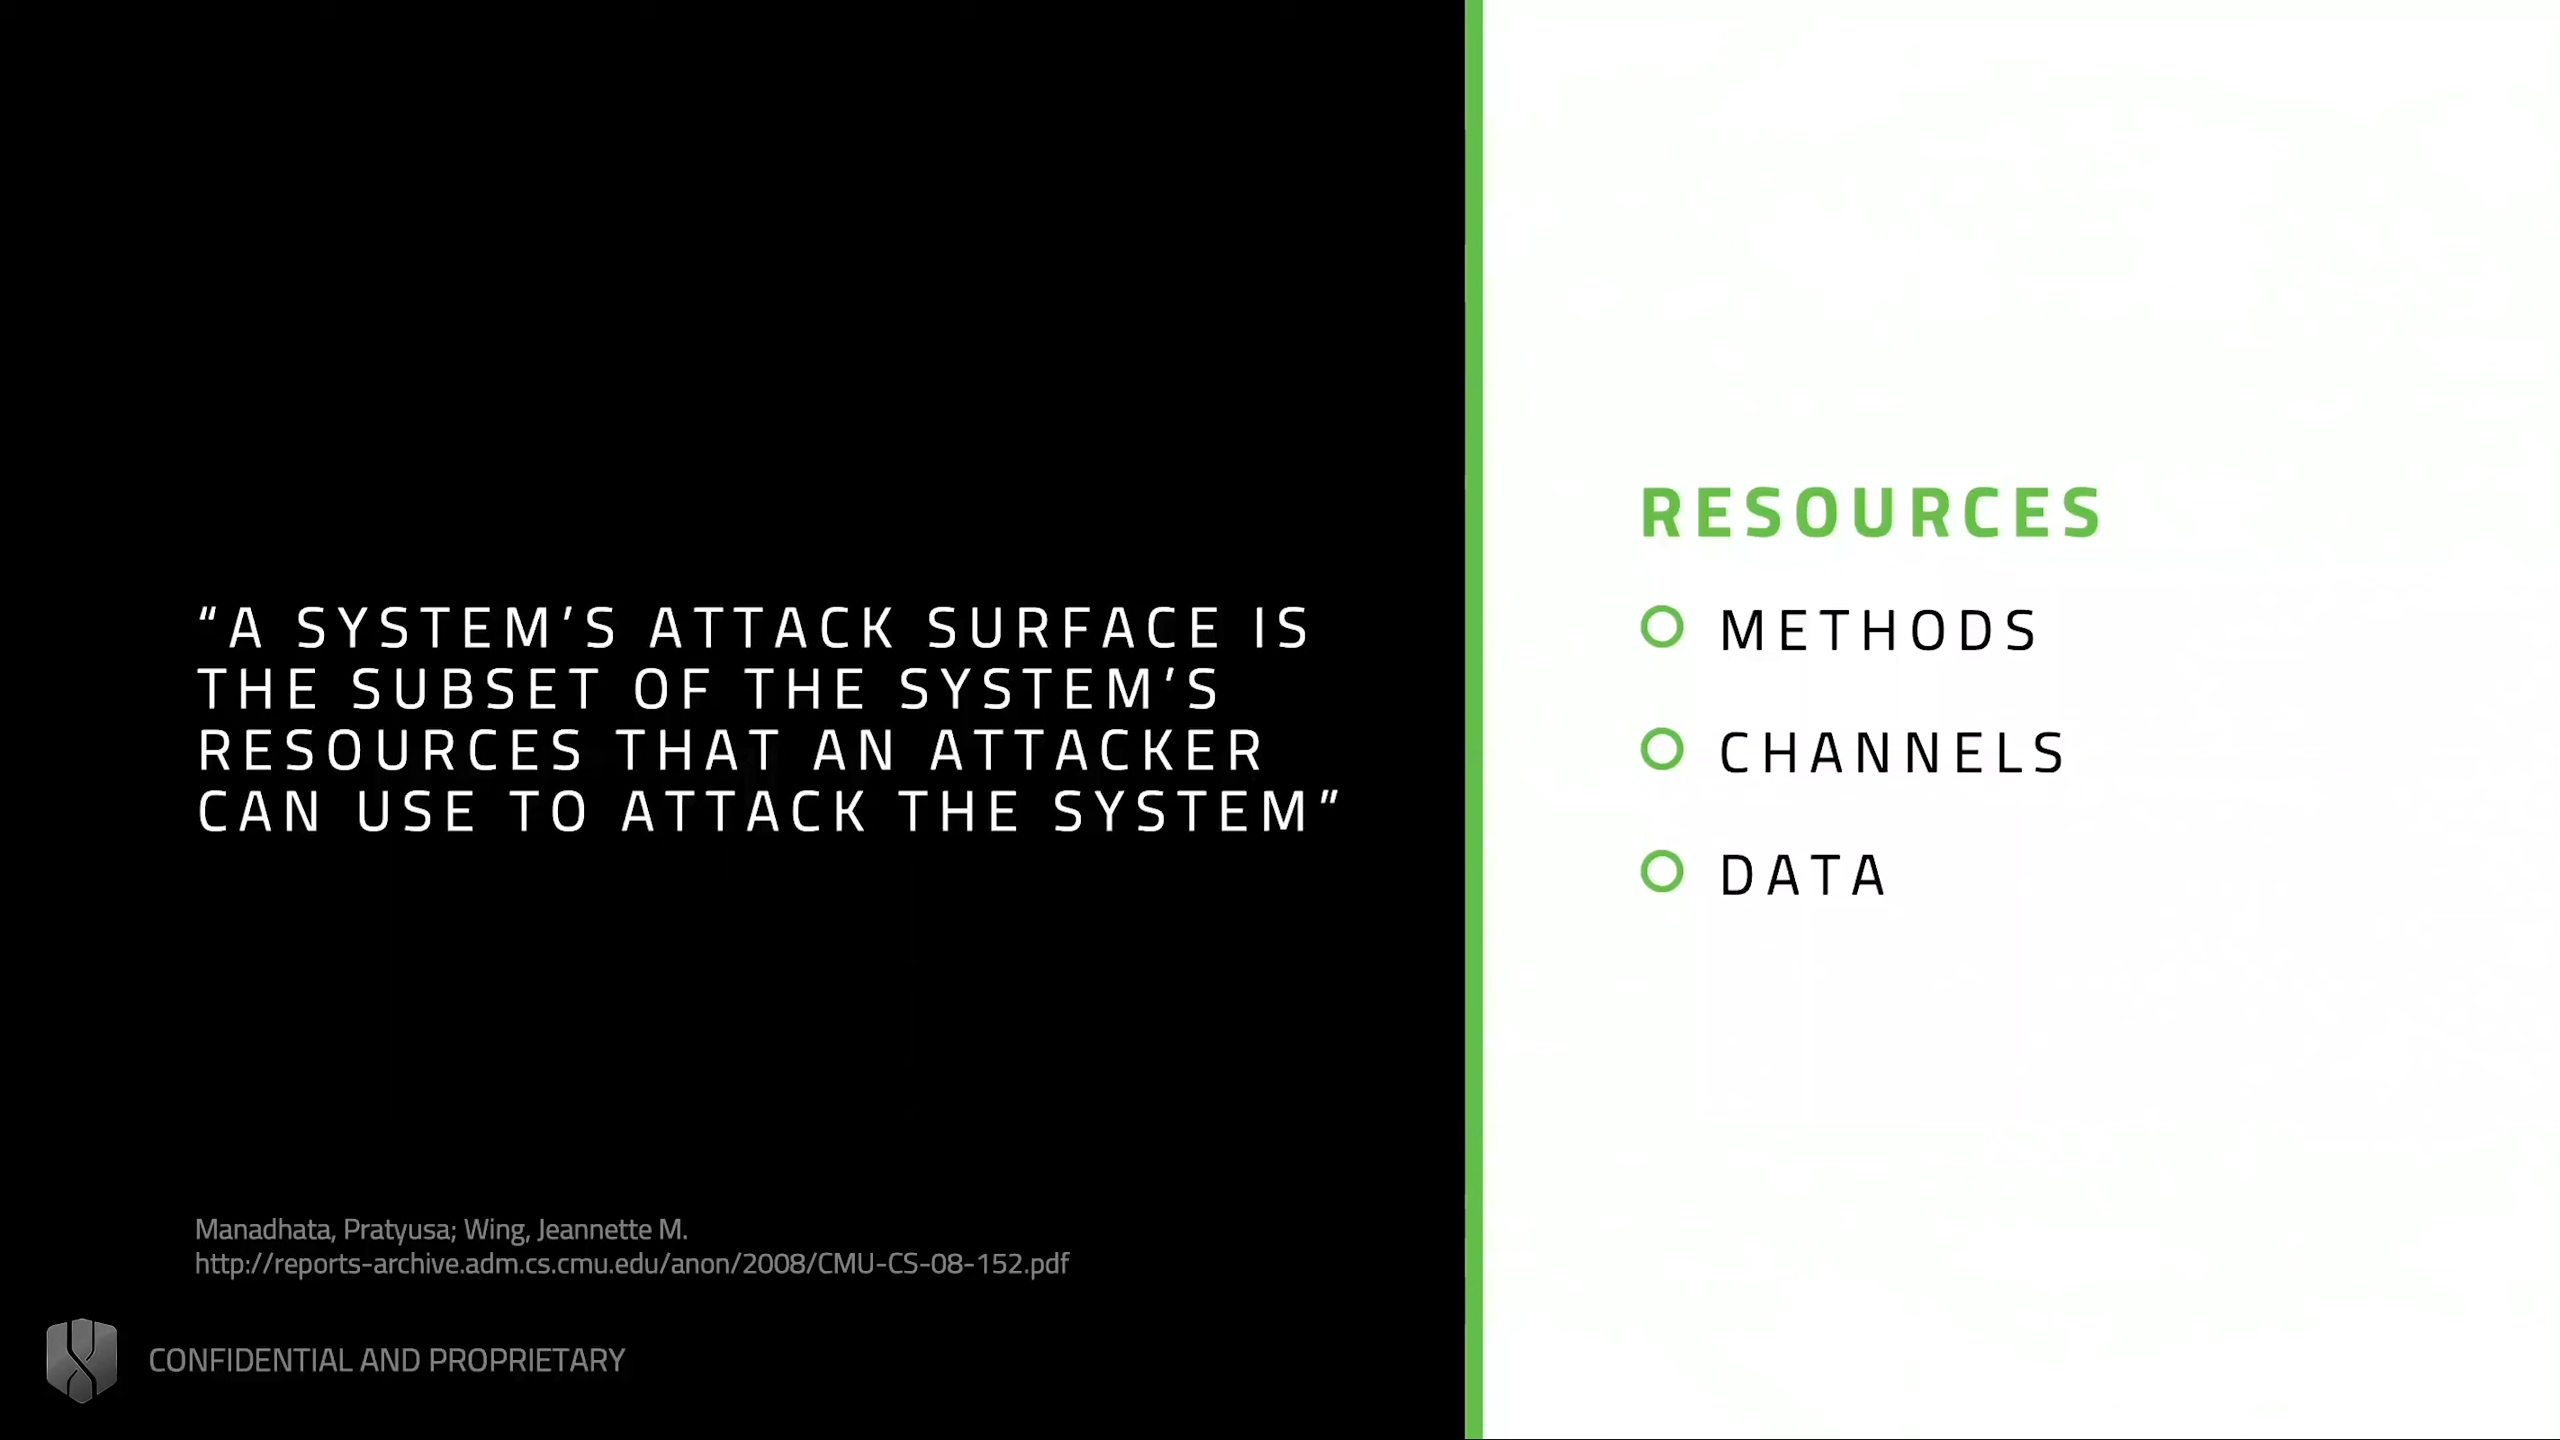 “A SYSTEM’S ATTACK SURFACE IS
THE SUBSET OF THE SYSTEM’S
RESOURCES THAT AN ATTACKER
CAN USE TO ATTACK THE SYSTEM”
Manadhata, Pratyusa; Wing, Jeannette M.
http://reports-archive.adm.cs.cmu.edu/anon/2008/CMU-CS-08-152.pdf
CONFIDENTIAL AND PROPRIETARY
RESOURCES
METHODS
CHANNELS
DATA